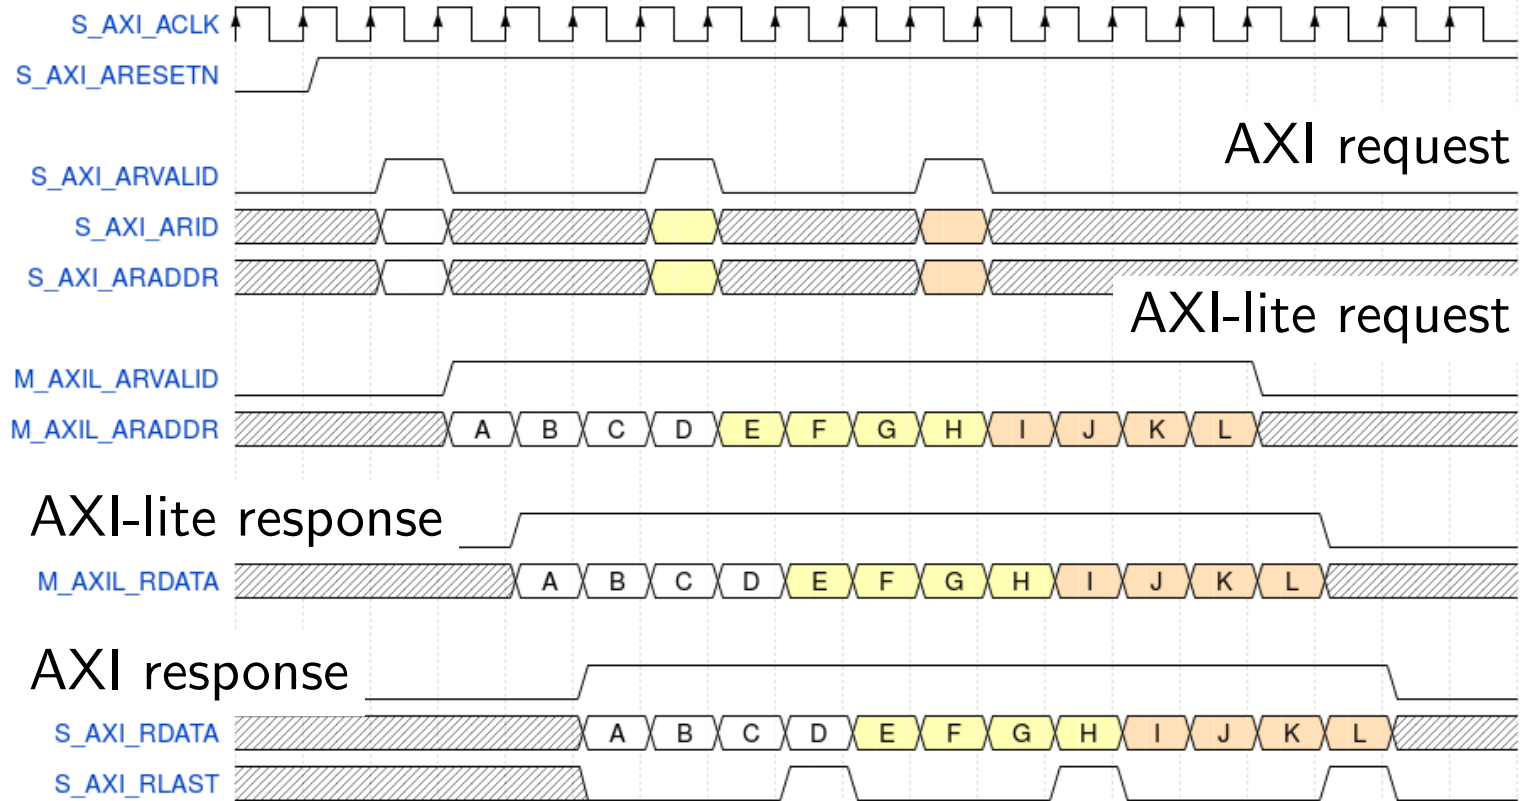 S_AXI_ACLK
S_AXI_ARESETN
AXI request
S_AXI_ARVALID
S_AXI_ARID
S_AXI_ARADDR
AXI-lite request
M_AXIL_ARVALID
M_AXIL_ARADDR A B C D E F G H I J K L
AXI-lite response
M_AXIL_RDATA A B C D E F G H I J K L
AXI response
S_AXI_RDATA A B C D E F G H I J K L
S_AXI_RLAST